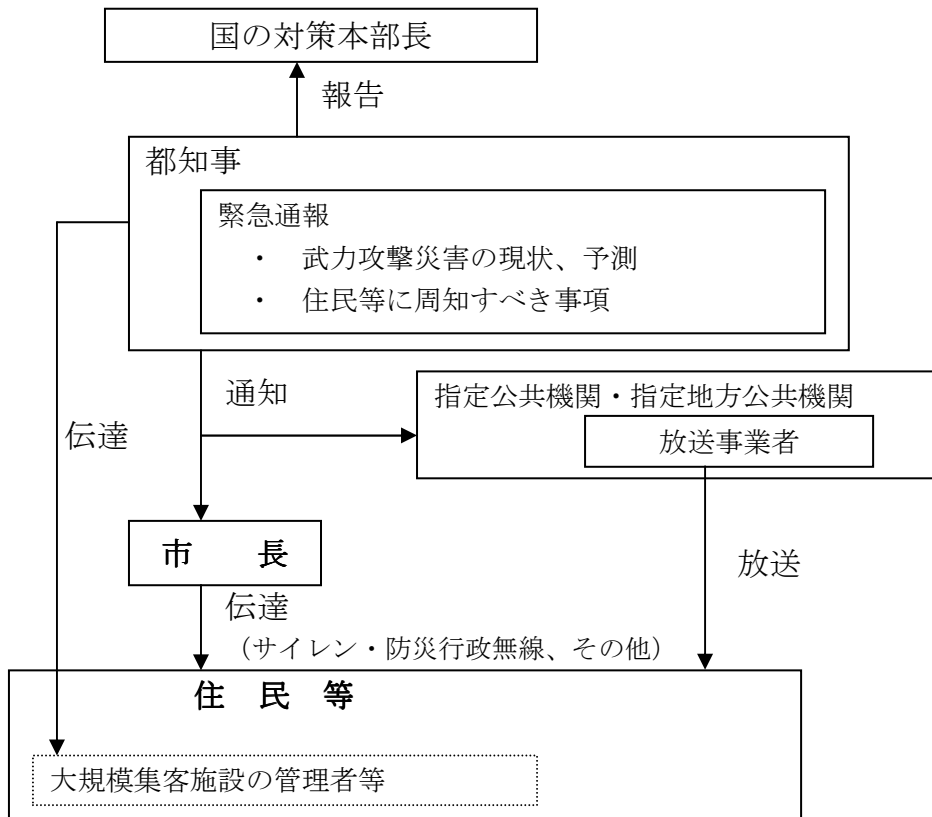 国の対策本部長
報告
都知事
緊急通報
・ 武力攻撃災害の現状、予測
・ 住民等に周知すべき事項
通知
指定公共機関・指定地方公共機関
放送事業者
伝達
市 長
放送
伝達
（サイレン・防災行政無線、その他）
住 民 等
大規模集客施設の管理者等